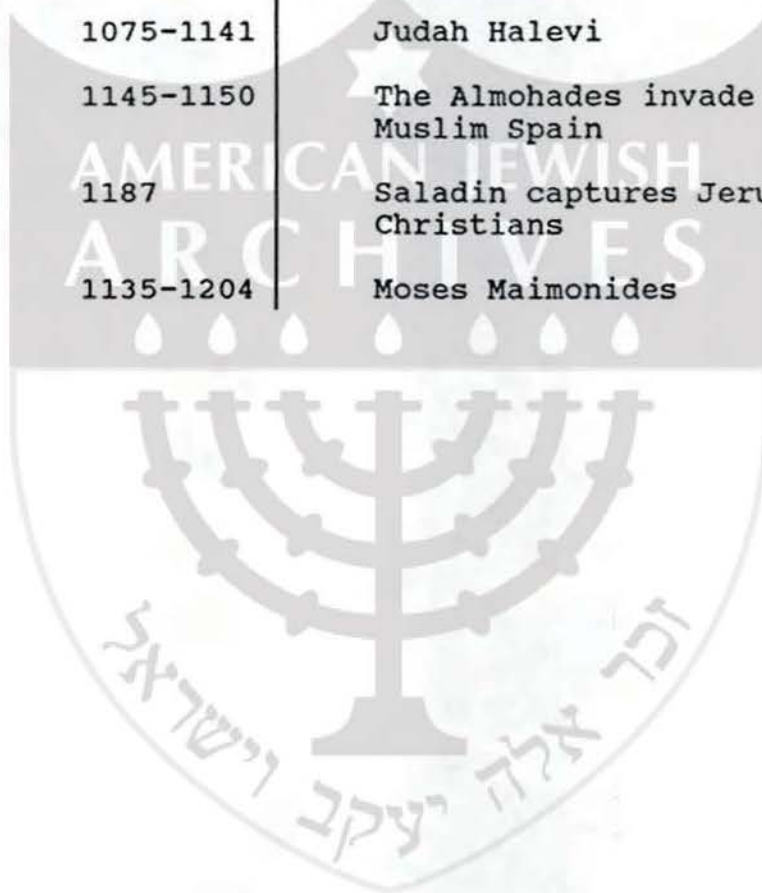 1075-1141 Judah Halevi
1145-1150 The Almohades invade
Muslim Spain
1187 Saladin captures Jeru
Christians
1135-1204 Moses Maimonides
AMERICAN JEWISH
ARCHIVES
זכר אלה יעקב וישראל